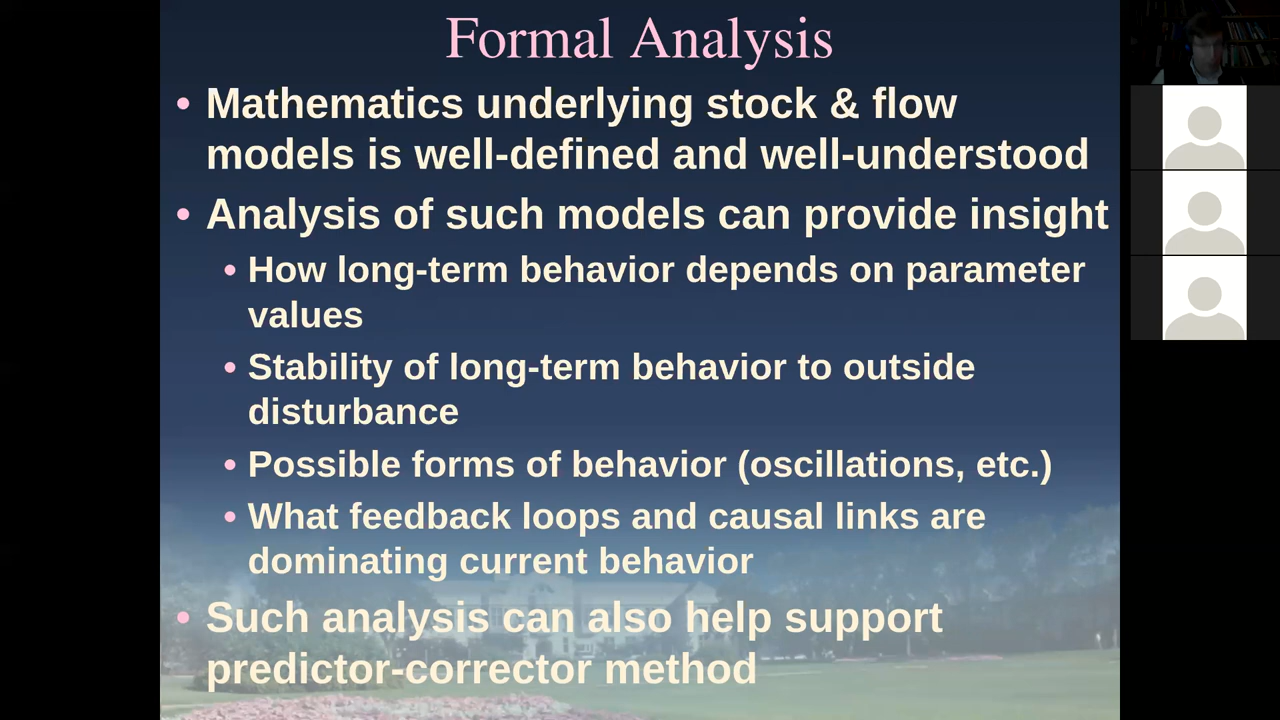 Formal Analysis
• Mathematics underlying stock & flow
models is well-defined and well-understood
• Analysis of such models can provide insight
• How long-term behavior depends on parameter
values
• Stability of long-term behavior to outside
disturbance
• Possible forms of behavior (oscillations, etc.)
• What feedback loops and causal links are
dominating current behavior
• Such analysis can also help support
predictor-corrector method